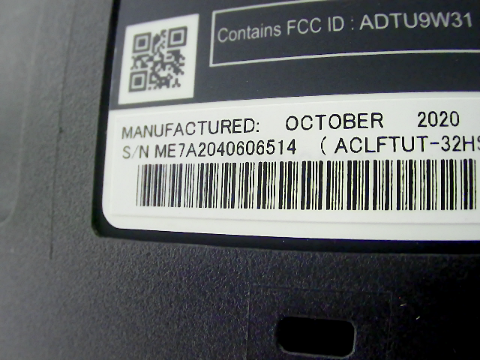 Contains FCC ID : ADTU9W31
MANUFACTURED: OCTOBER 2020
S/N ME7A2040606514 ( ACLFTUT-32HS